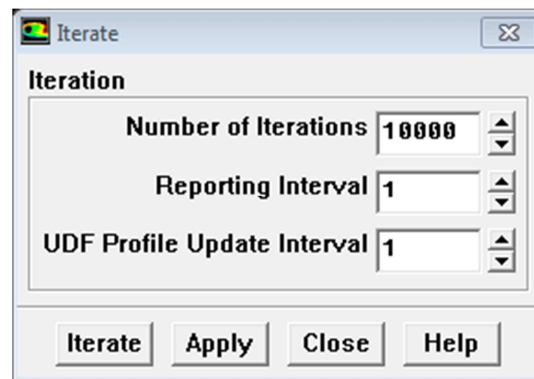 Iterate
Iteration
Number of Iterations 10000
Reporting Interval 1
UDF Profile Update Interval 1
Iterate Apply Close Help